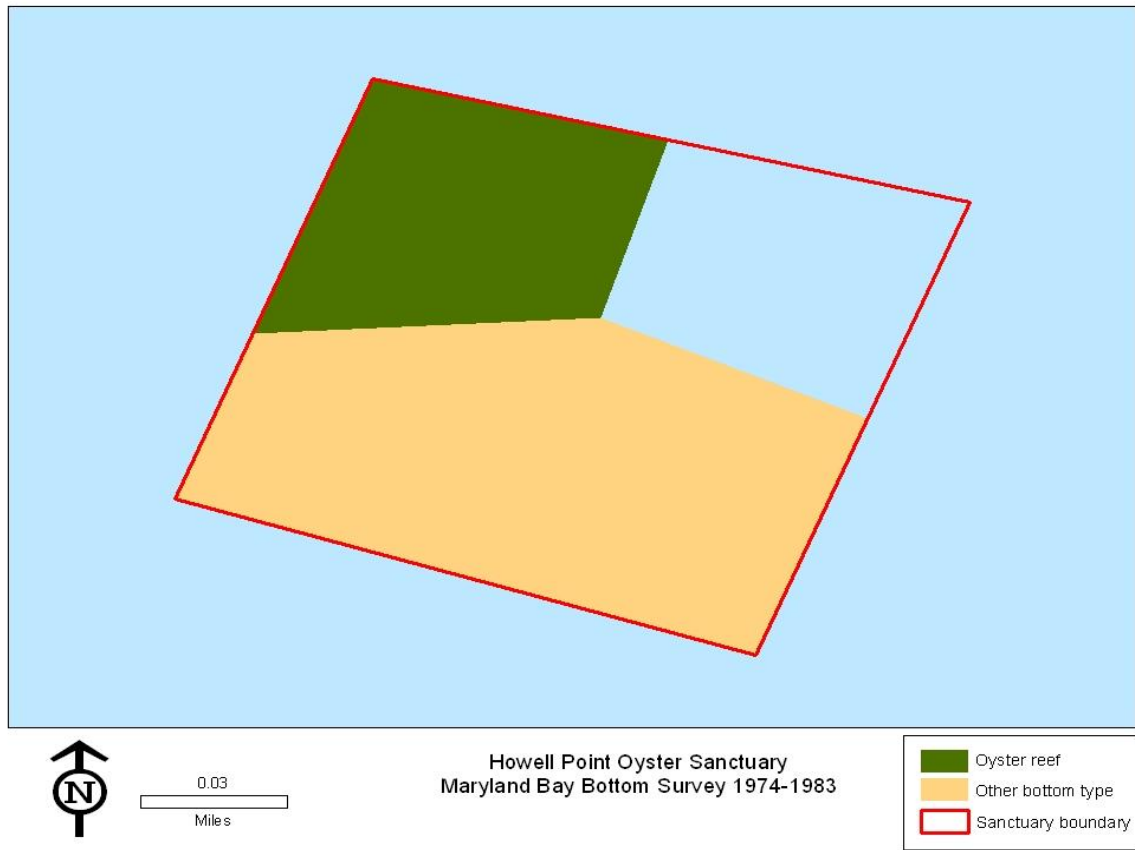 N
0.03
Miles
Howell Point Oyster Sanctuary
Maryland Bay Bottom Survey 1974-1983
Oyster reef
Other bottom type
Sanctuary boundary